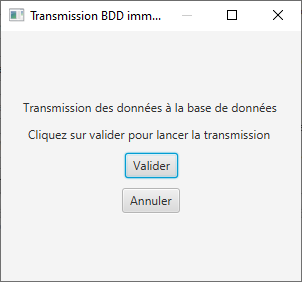 Transmission BDD imm...
Transmission des données à la base de données
Cliquez sur valider pour lancer la transmission
Valider
Annuler